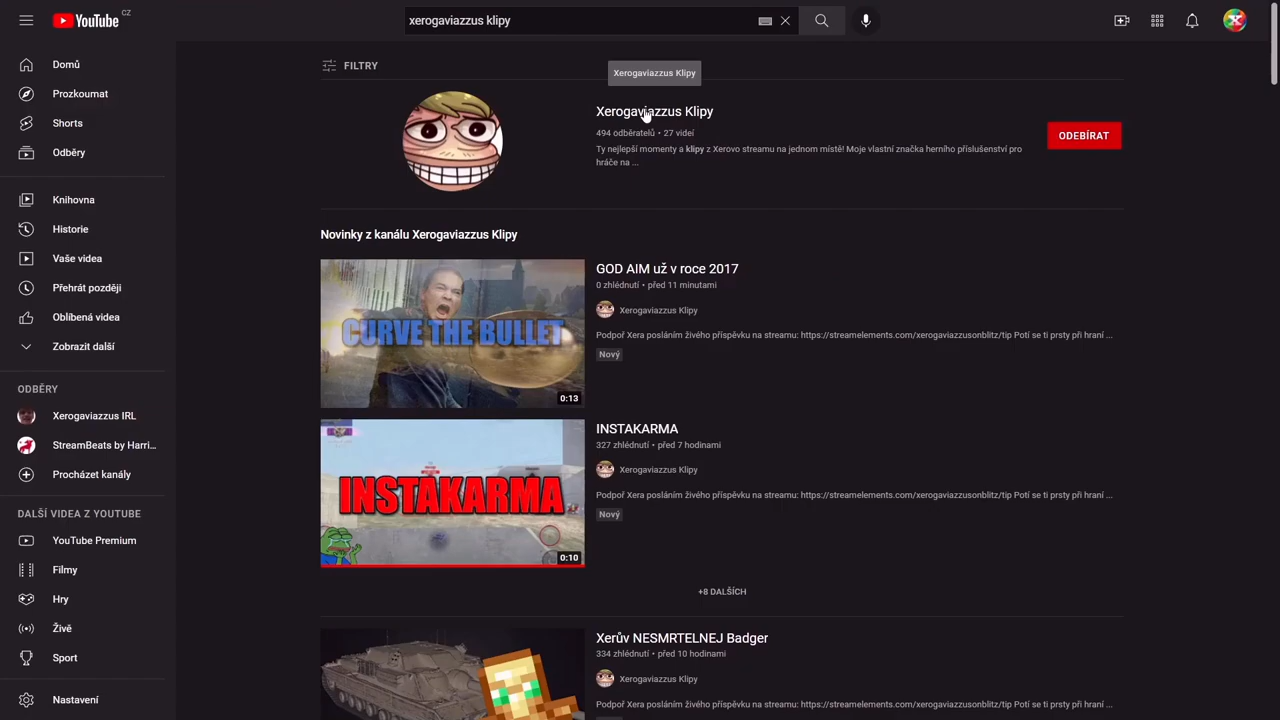 YouTube CZ
xerogaviazzus klipy
Domů
Prozkoumat
Shorts
Odběry
Knihovna
Historie
Vaše videa
Přehrát později
Oblíbená videa
Zobrazit další
ODBĚRY
Xerogaviazzus IRL
StreamBeats by Harri...
Procházet kanály
DALŠÍ VIDEA Z YOUTUBE
YouTube Premium
Filmy
Hry
Živě
Sport
Nastavení
FILTRY
Xerogaviazzus Klipy
Xerogaviazzus Klipy
494 odběratelů • 27 videí
Ty nejlepší momenty a klipy z Xerovo streamu na jednom místě! Moje vlastní značka herního příslušenství pro
hráče na ...
ODEBÍRAT
Novinky z kanálu Xerogaviazzus Klipy
CURVE THE BULLET
0:13
GOD AIM už v roce 2017
0 zhlédnutí • před 11 minutami
Xerogaviazzus Klipy
Podpoř Xera posláním živého příspěvku na streamu: https://streamelements.com/xerogaviazzusonblitz/tip Potí se ti prsty při hraní ...
Nový
INSTAKARMA
0:10
INSTAKARMA
327 zhlédnutí • před 7 hodinami
Xerogaviazzus Klipy
Podpoř Xera posláním živého příspěvku na streamu: https://streamelements.com/xerogaviazzusonblitz/tip Potí se ti prsty při hraní ...
Nový
+8 DALŠÍCH
Xerův NESMRTELNEJ Badger
334 zhlédnutí • před 10 hodinami
Xerogaviazzus Klipy
Podpoř Xera posláním živého příspěvku na streamu: https://streamelements.com/xerogaviazzusonblitz/tip Potí se ti prsty při hraní ...